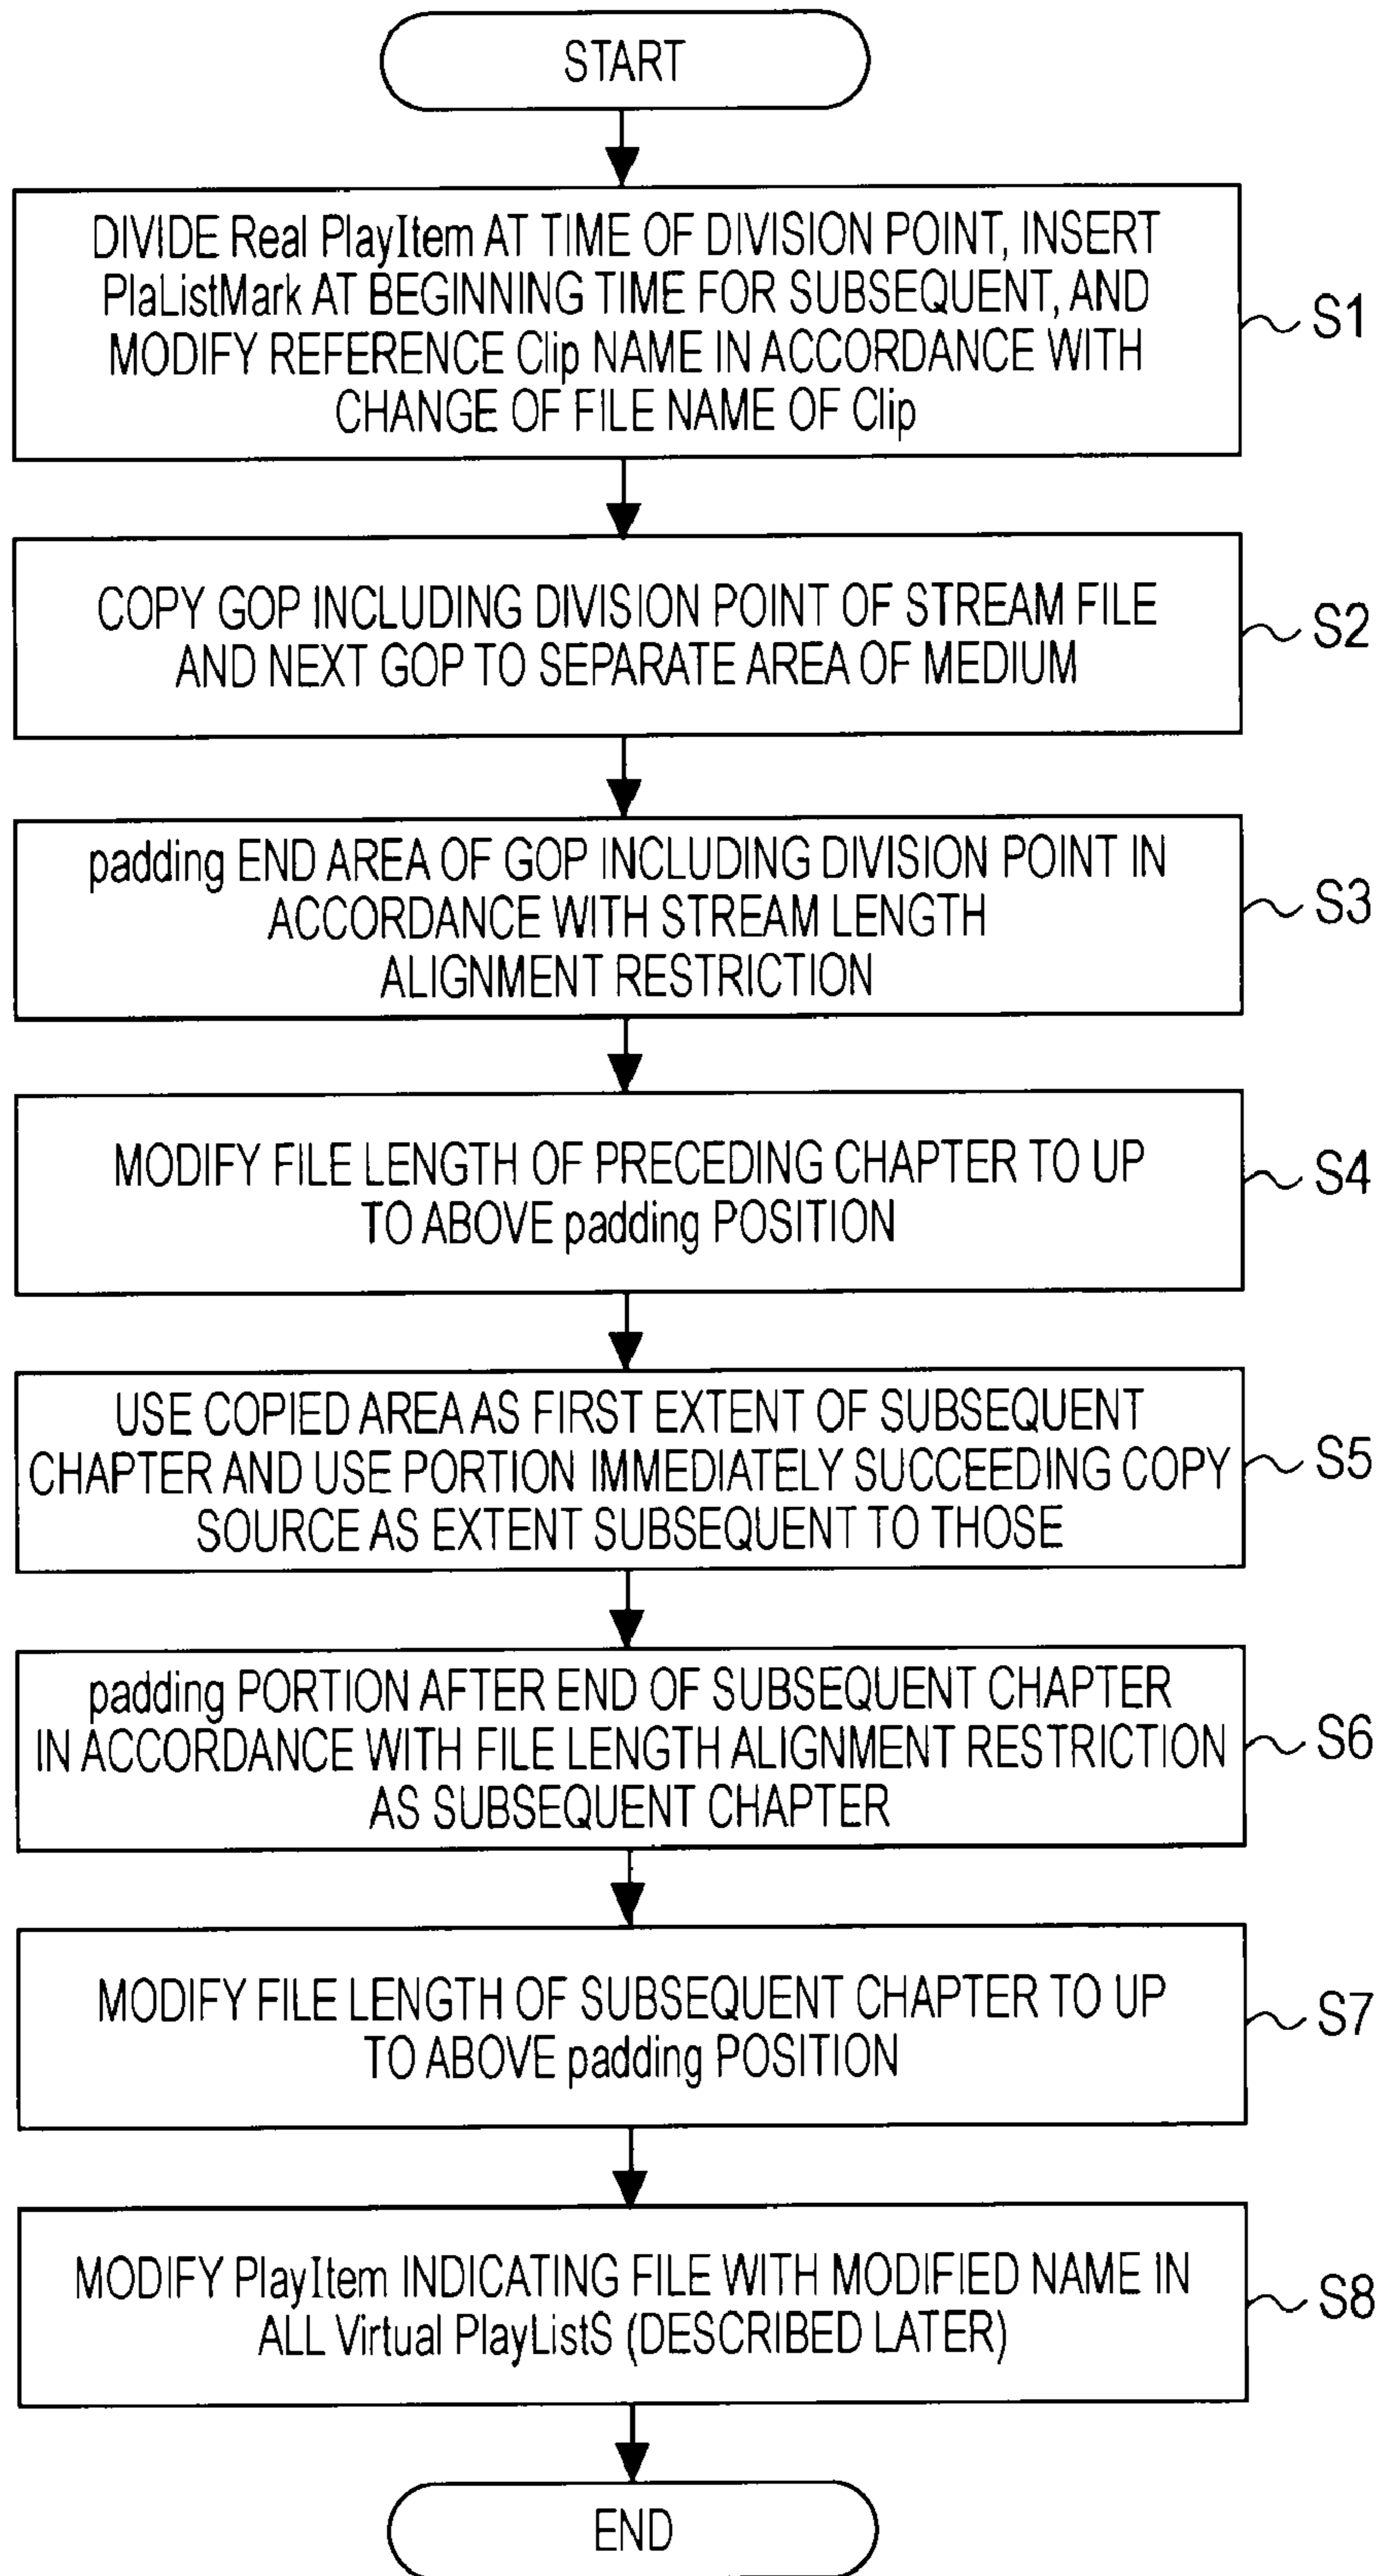 START
DIVIDE Real PlayItem AT TIME OF DIVISION POINT, INSERT
PlaListMark AT BEGINNING TIME FOR SUBSEQUENT, AND
MODIFY REFERENCE Clip NAME IN ACCORDANCE WITH
CHANGE OF FILE NAME OF Clip
S1
COPY GOP INCLUDING DIVISION POINT OF STREAM FILE
AND NEXT GOP TO SEPARATE AREA OF MEDIUM
S2
padding END AREA OF GOP INCLUDING DIVISION POINT IN
ACCORDANCE WITH STREAM LENGTH
ALIGNMENT RESTRICTION
S3
MODIFY FILE LENGTH OF PRECEDING CHAPTER TO UP
TO ABOVE padding POSITION
S4
USE COPIED AREA AS FIRST EXTENT OF SUBSEQUENT
CHAPTER AND USE PORTION IMMEDIATELY SUCCEEDING COPY
SOURCE AS EXTENT SUBSEQUENT TO THOSE
S5
padding PORTION AFTER END OF SUBSEQUENT CHAPTER
IN ACCORDANCE WITH FILE LENGTH ALIGNMENT RESTRICTION
AS SUBSEQUENT CHAPTER
S6
MODIFY FILE LENGTH OF SUBSEQUENT CHAPTER TO UP
TO ABOVE padding POSITION
S7
MODIFY PlayItem INDICATING FILE WITH MODIFIED NAME IN
ALL Virtual PlayListS (DESCRIBED LATER)
S8
END